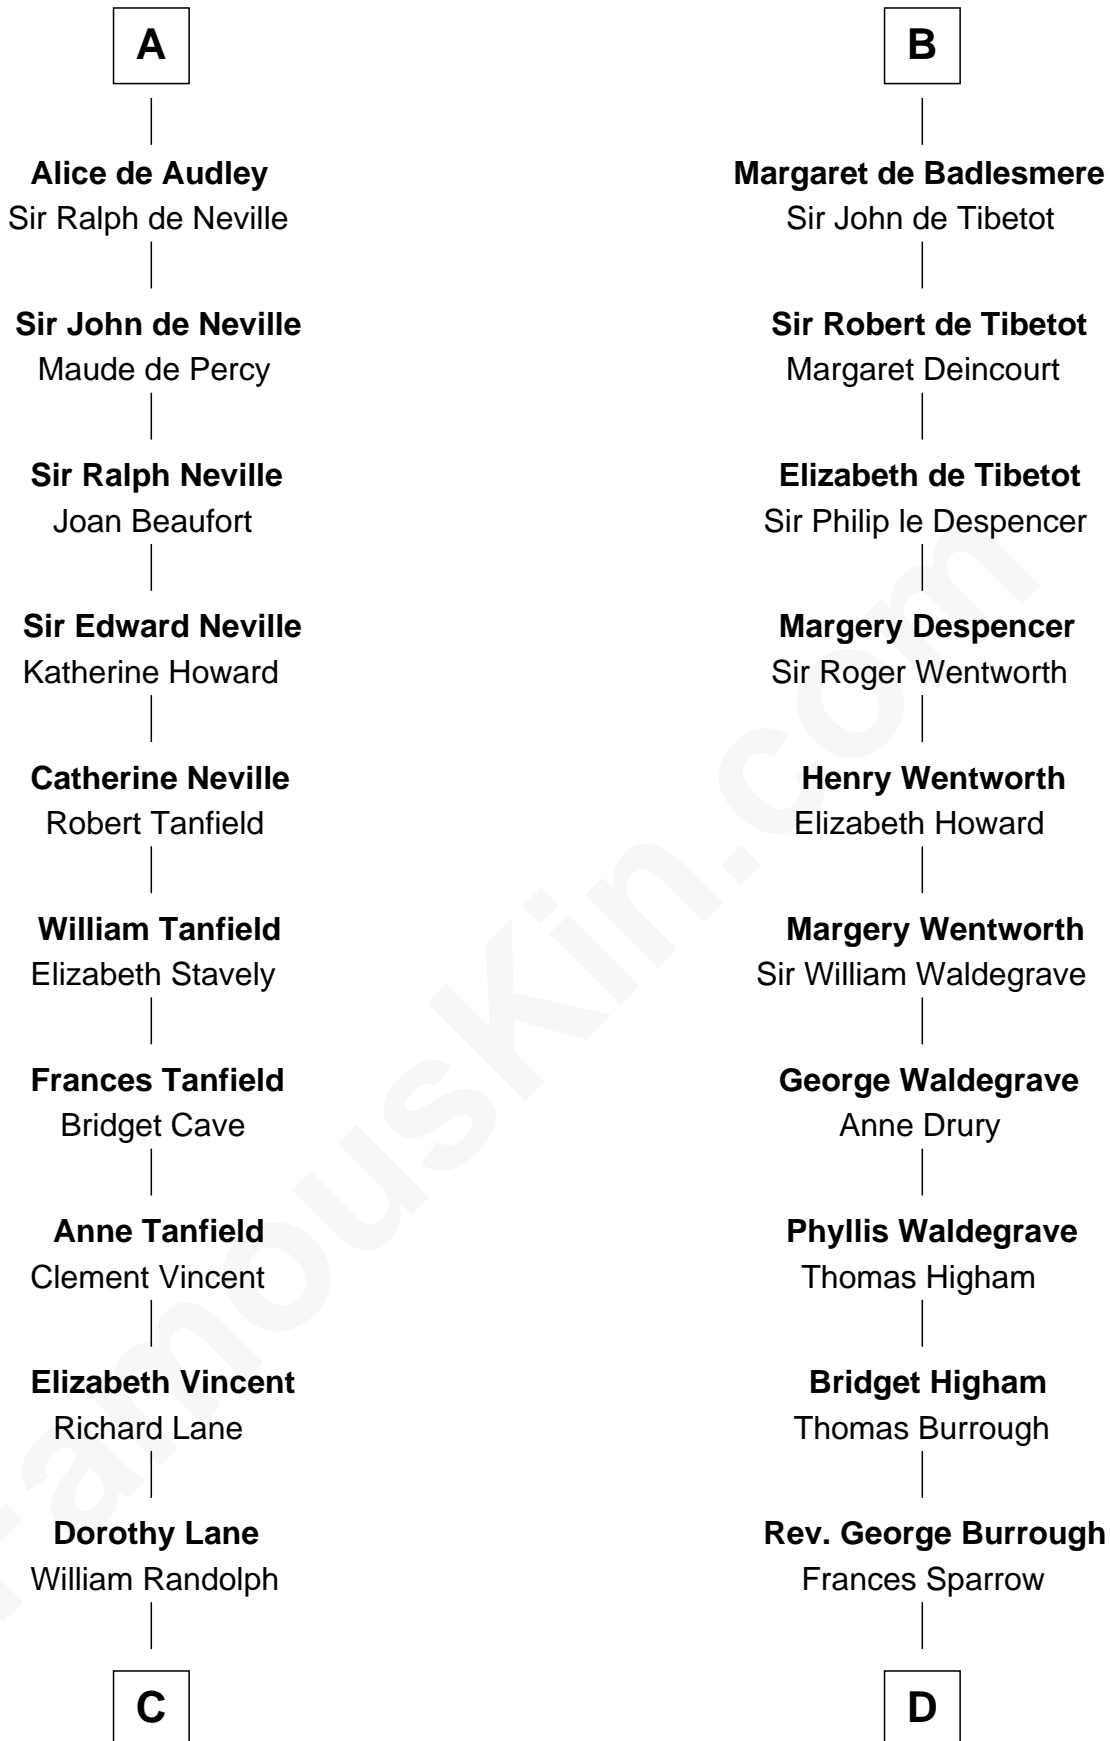 A
Alice de Audley
Sir Ralph de Neville
Sir John de Neville
Maude de Percy
Sir Ralph Neville
Joan Beaufort
Sir Edward Neville
Katherine Howard
Catherine Neville
Robert Tanfield
William Tanfield
Elizabeth Stavely
Frances Tanfield
Bridget Cave
Anne Tanfield
Clement Vincent
Elizabeth Vincent
Richard Lane
Dorothy Lane
William Randolph
C
B
Margaret de Badlesmere
Sir John de Tibetot
Sir Robert de Tibetot
Margaret Deincourt
Elizabeth de Tibetot
Sir Philip le Despencer
Margery Despencer
Sir Roger Wentworth
Henry Wentworth
Elizabeth Howard
Margery Wentworth
Sir William Waldegrave
George Waldegrave
Anne Drury
Phyllis Waldegrave
Thomas Higham
Bridget Higham
Thomas Burrough
Rev. George Burrough
Frances Sparrow
D
FamousKin.com